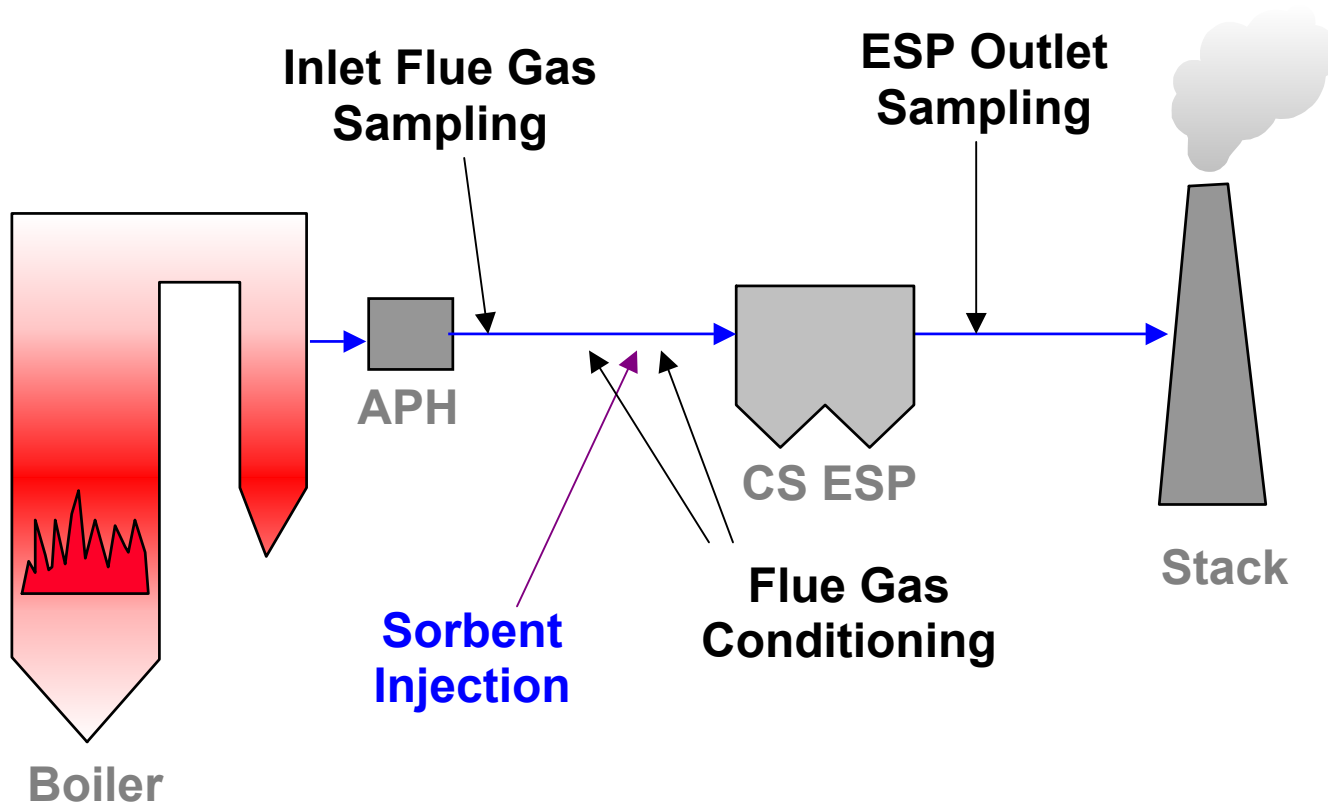 Inlet Flue Gas
Sampling
ESP Outlet
Sampling
APH
CS ESP
Stack
Sorbent
Injection
Flue Gas
Conditioning
Boiler